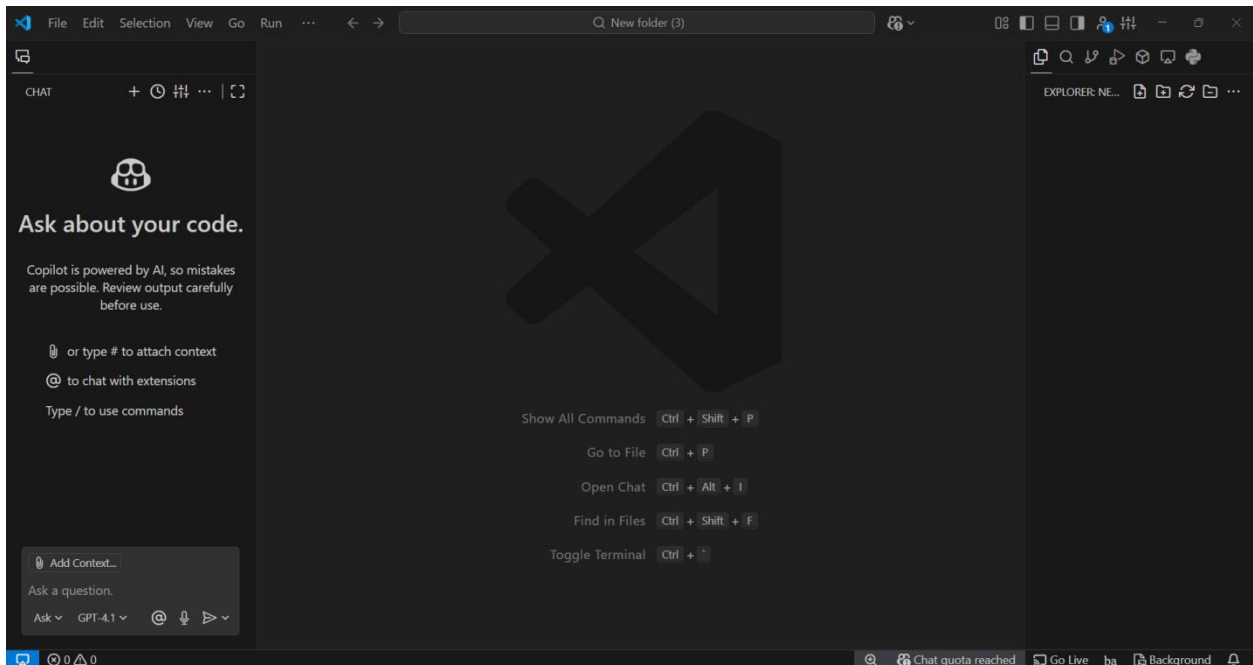 File Edit Selection View Go Run ··· New folder (3)
1
CHAT
EXPLORER: NE...
Ask about your code.
Copilot is powered by AI, so mistakes
are possible. Review output carefully
before use.
or type # to attach context
@ to chat with extensions
Type / to use commands
Show All Commands Ctrl + Shift + P
Go to File Ctrl + P
Open Chat Ctrl + Alt + I
Find in Files Ctrl + Shift + F
Toggle Terminal Ctrl + `
Add Context...
Ask a question.
Ask GPT-4.1 @
0 0 Chat quota reached Go Live ba Background